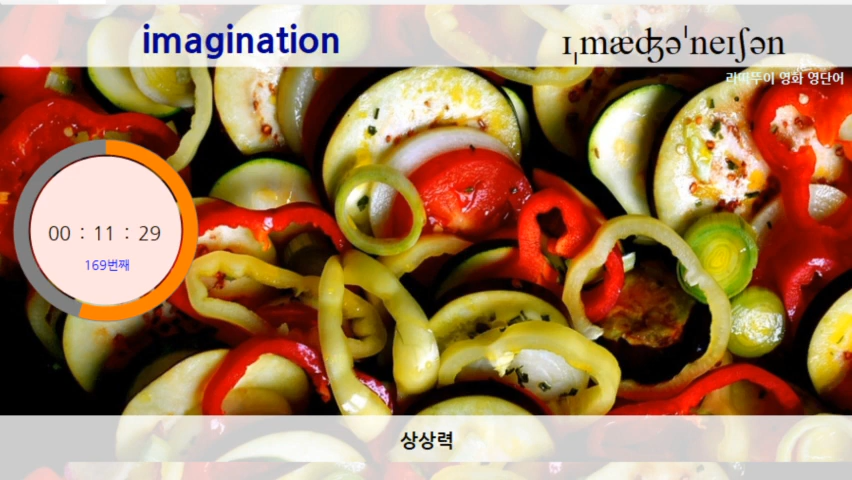 imagination
ɪˌmæʤəˈneɪʃən
라떼뚜이 영화 영단어
00 : 11 : 29
169번째
상상력